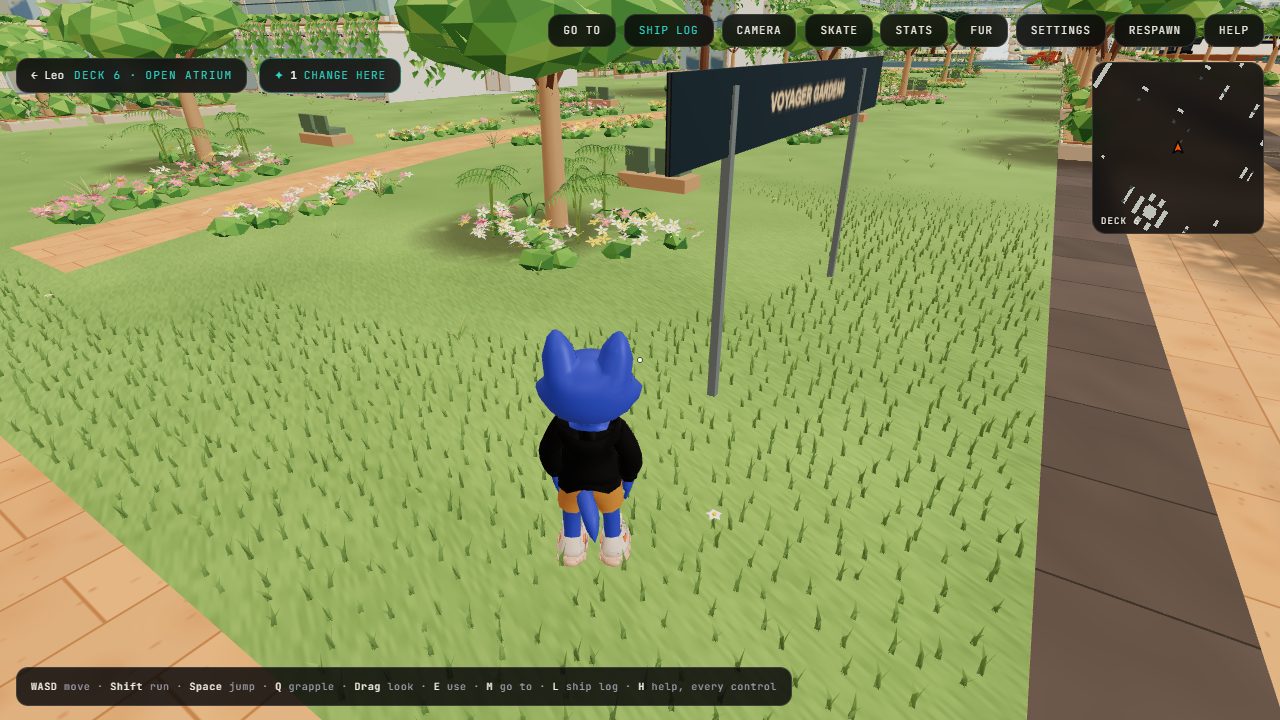 GO TO
SHIP LOG
CAMERA
SKATE
STATS
FUR
SETTINGS
RESPAWN
HELP
← Leo DECK 6 · OPEN ATRIUM
✦ 1 CHANGE HERE
VOYAGER GARDENS
DECK
WASD move · Shift run · Space jump · Q grapple · Drag look · E use · M go to · L ship log · H help, every control